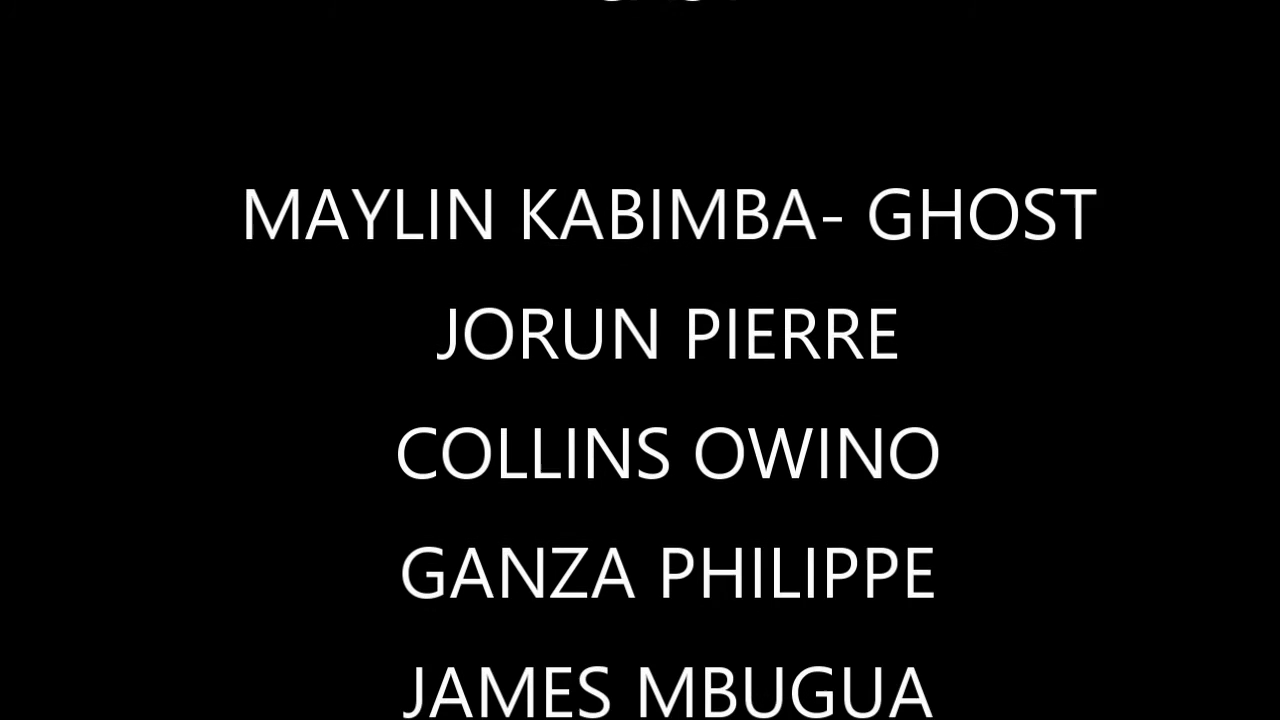 MAYLIN KABIMBA- GHOST
JORUN PIERRE
COLLINS OWINO
GANZA PHILIPPE
JAMES MBUGUA